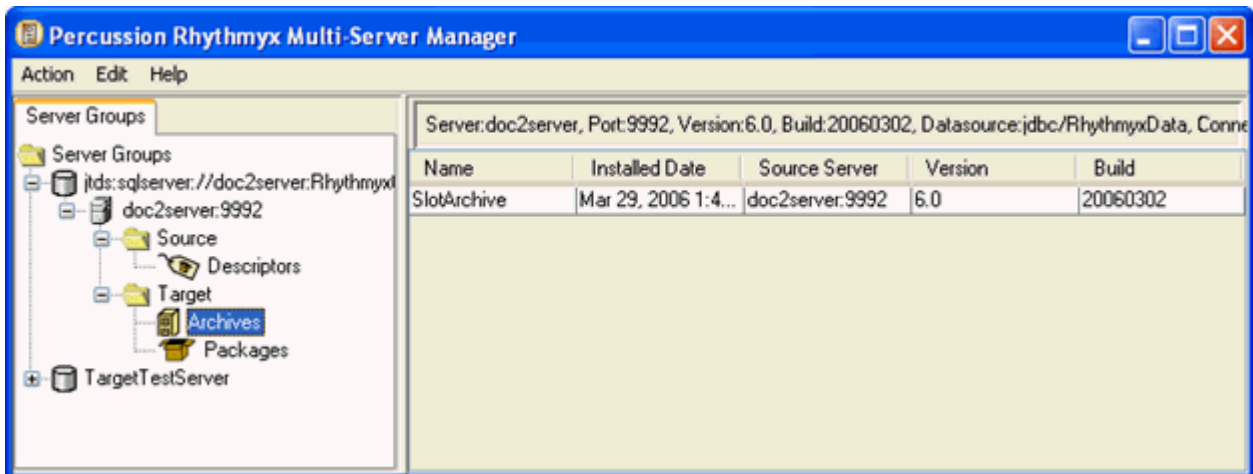 Percussion Rhythmyx Multi-Server Manager
Action Edit Help
Server Groups
Server Groups
jtds:sqlserver://doc2server:Rhythmyx
doc2server:9992
Source
Descriptors
Target
Archives
Packages
TargetTestServer
Server:doc2server, Port:9992, Version:6.0, Build:20060302, Datasource:jdbc/RhythmyxData, Conne
Name Installed Date Source Server Version Build
SlotArchive Mar 29, 2006 1:4... doc2server:9992 6.0 20060302